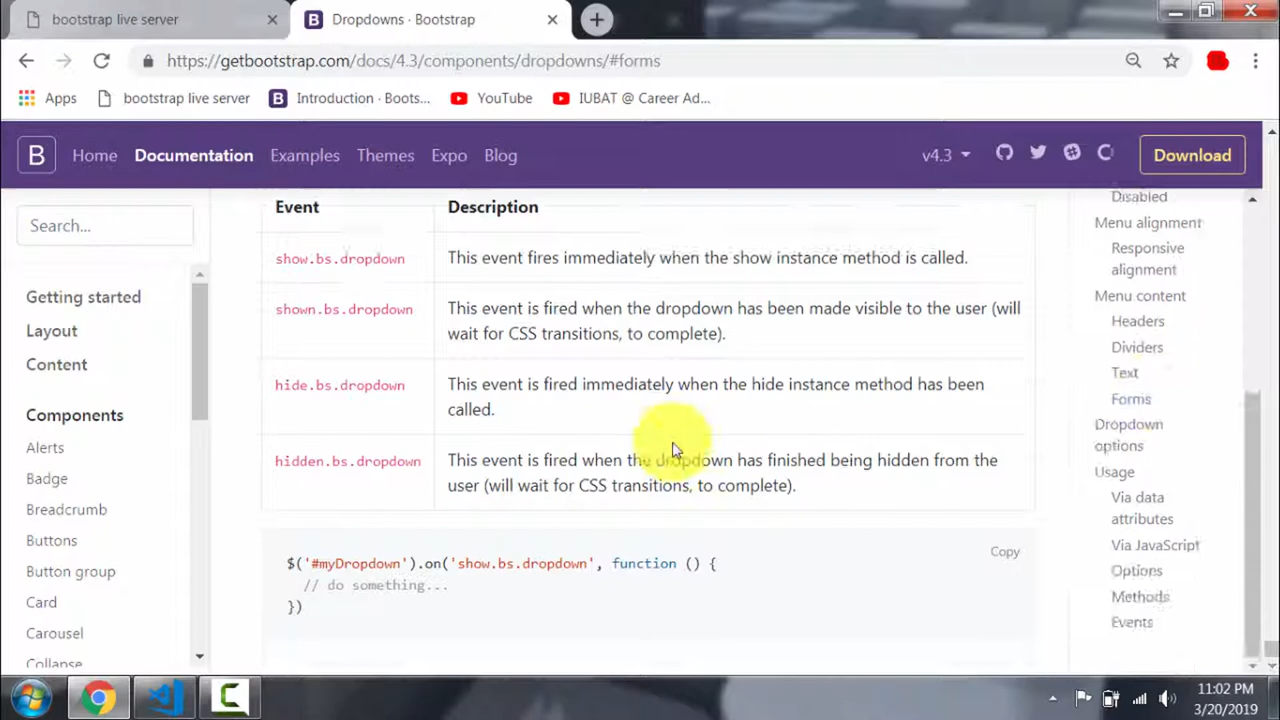 bootstrap live server
B Dropdowns · Bootstrap
https://getbootstrap.com/docs/4.3/components/dropdowns/#forms
Apps bootstrap live server B Introduction · Boots... YouTube IUBAT @ Career Ad...
B Home Documentation Examples Themes Expo Blog v4.3 Download
Search...
Getting started
Layout
Content
Components
Alerts
Badge
Breadcrumb
Buttons
Button group
Card
Carousel
Collapse
Event Description
show.bs.dropdown This event fires immediately when the show instance method is called.
shown.bs.dropdown This event is fired when the dropdown has been made visible to the user (will
wait for CSS transitions, to complete).
hide.bs.dropdown This event is fired immediately when the hide instance method has been
called.
hidden.bs.dropdown This event is fired when the dropdown has finished being hidden from the
user (will wait for CSS transitions, to complete).
Copy
$('#myDropdown').on('show.bs.dropdown', function () {
// do something...
})
Disabled
Menu alignment
Responsive
alignment
Menu content
Headers
Dividers
Text
Forms
Dropdown
options
Usage
Via data
attributes
Via JavaScript
Options
Methods
Events
11:02 PM
3/20/2019